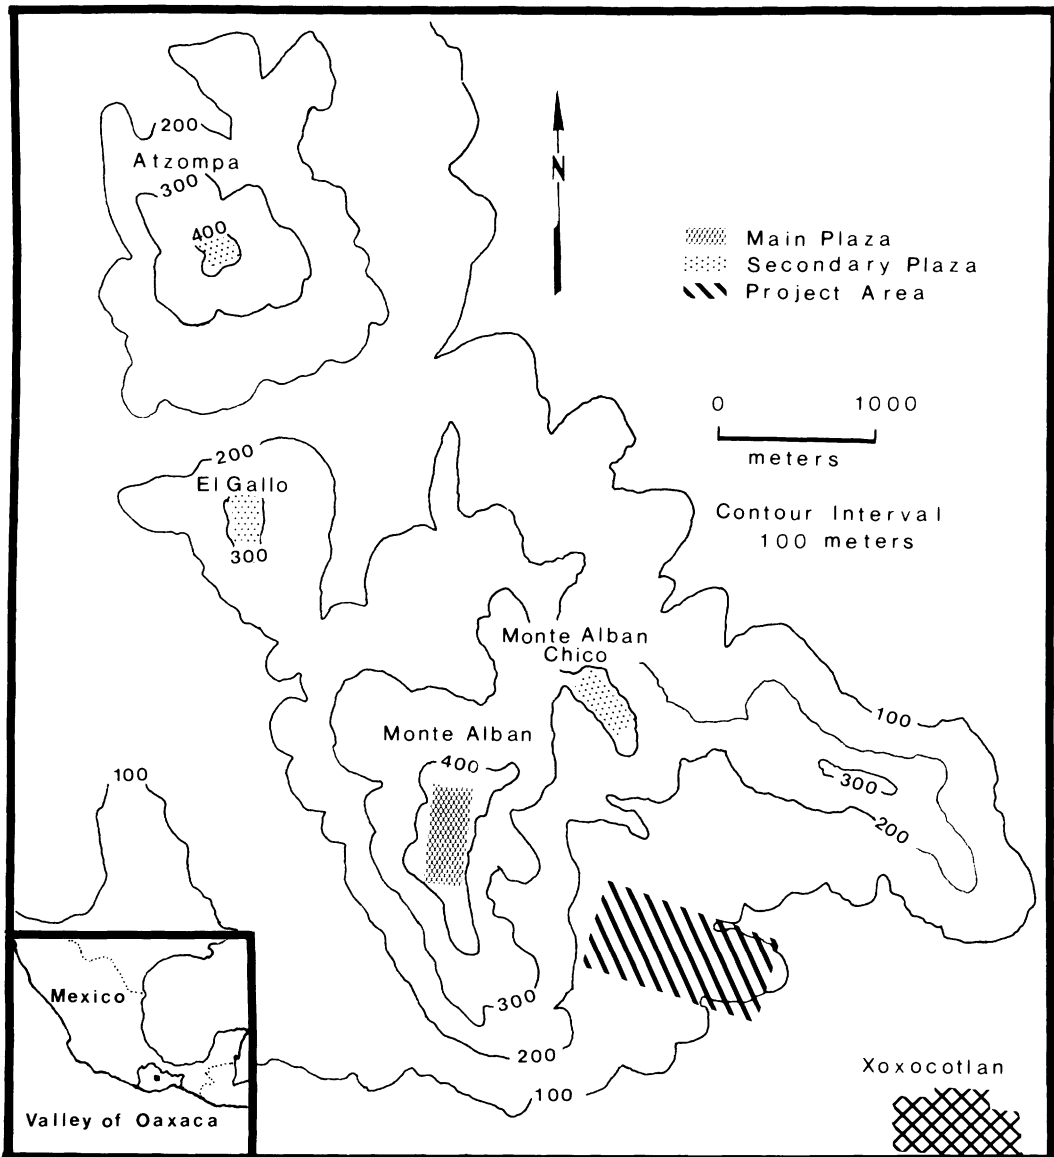 200
Atzompa
300
400
N
Main Plaza
Secondary Plaza
Project Area
0 1000
meters
Contour Interval
100 meters
200
El Gallo
300
Monte Alban
Chico
100
Monte Alban
400
300
200
100
300
200
100
Mexico
Valley of Oaxaca
Xoxocotlan